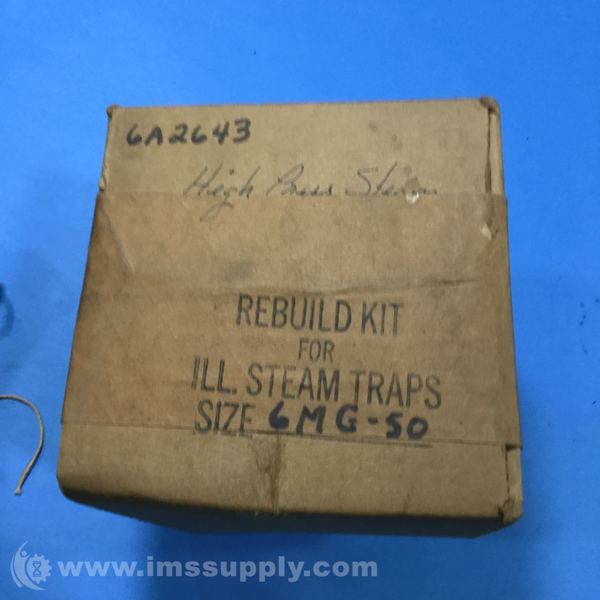 6A2643
High Press Steam
REBUILD KIT
FOR
ILL. STEAM TRAPS
SIZE 6MG-50
www.imssupply.com